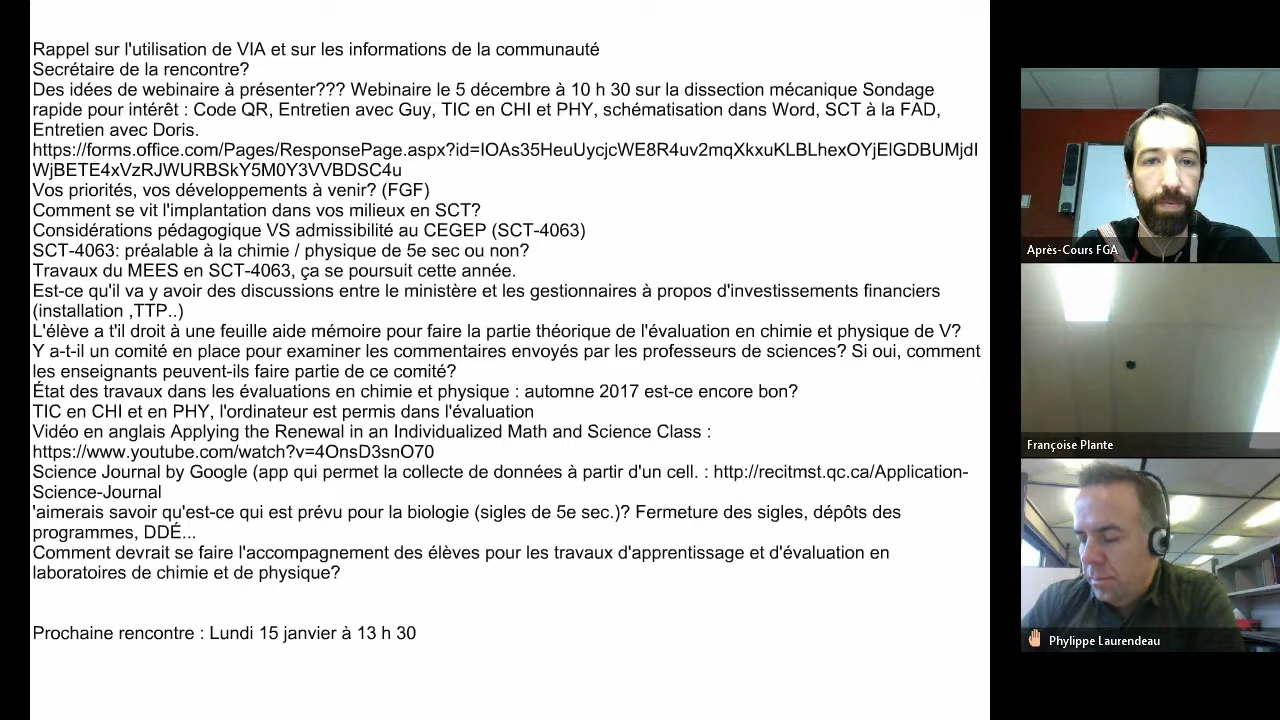 Rappel sur l'utilisation de VIA et sur les informations de la communauté
Secrétaire de la rencontre?
Des idées de webinaire à présenter??? Webinaire le 5 décembre à 10 h 30 sur la dissection mécanique Sondage
rapide pour intérêt : Code QR, Entretien avec Guy, TIC en CHI et PHY, schématisation dans Word, SCT à la FAD,
Entretien avec Doris.
https://forms.office.com/Pages/ResponsePage.aspx?id=IOAs35HeuUycjcWE8R4uv2mqXkxuKLBLhexOYjElGDBUMjdI
WjBETE4xVzRJWURBSkY5M0Y3VVBDSC4u
Vos priorités, vos développements à venir? (FGF)
Comment se vit l'implantation dans vos milieux en SCT?
Considérations pédagogique VS admissibilité au CEGEP (SCT-4063)
SCT-4063: préalable à la chimie / physique de 5e sec ou non?
Travaux du MEES en SCT-4063, ça se poursuit cette année.
Est-ce qu'il va y avoir des discussions entre le ministère et les gestionnaires à propos d'investissements financiers
(installation ,TTP..)
L'élève a t'il droit à une feuille aide mémoire pour faire la partie théorique de l'évaluation en chimie et physique de V?
Y a-t-il un comité en place pour examiner les commentaires envoyés par les professeurs de sciences? Si oui, comment
les enseignants peuvent-ils faire partie de ce comité?
État des travaux dans les évaluations en chimie et physique : automne 2017 est-ce encore bon?
TIC en CHI et en PHY, l'ordinateur est permis dans l'évaluation
Vidéo en anglais Applying the Renewal in an Individualized Math and Science Class :
https://www.youtube.com/watch?v=4OnsD3snO70
Science Journal by Google (app qui permet la collecte de données à partir d'un cell. : http://recitmst.qc.ca/Application-
Science-Journal
'aimerais savoir qu'est-ce qui est prévu pour la biologie (sigles de 5e sec.)? Fermeture des sigles, dépôts des
programmes, DDÉ...
Comment devrait se faire l'accompagnement des élèves pour les travaux d'apprentissage et d'évaluation en
laboratoires de chimie et de physique?
Prochaine rencontre : Lundi 15 janvier à 13 h 30
Après-Cours FGA
Françoise Plante
Phylippe Laurendeau